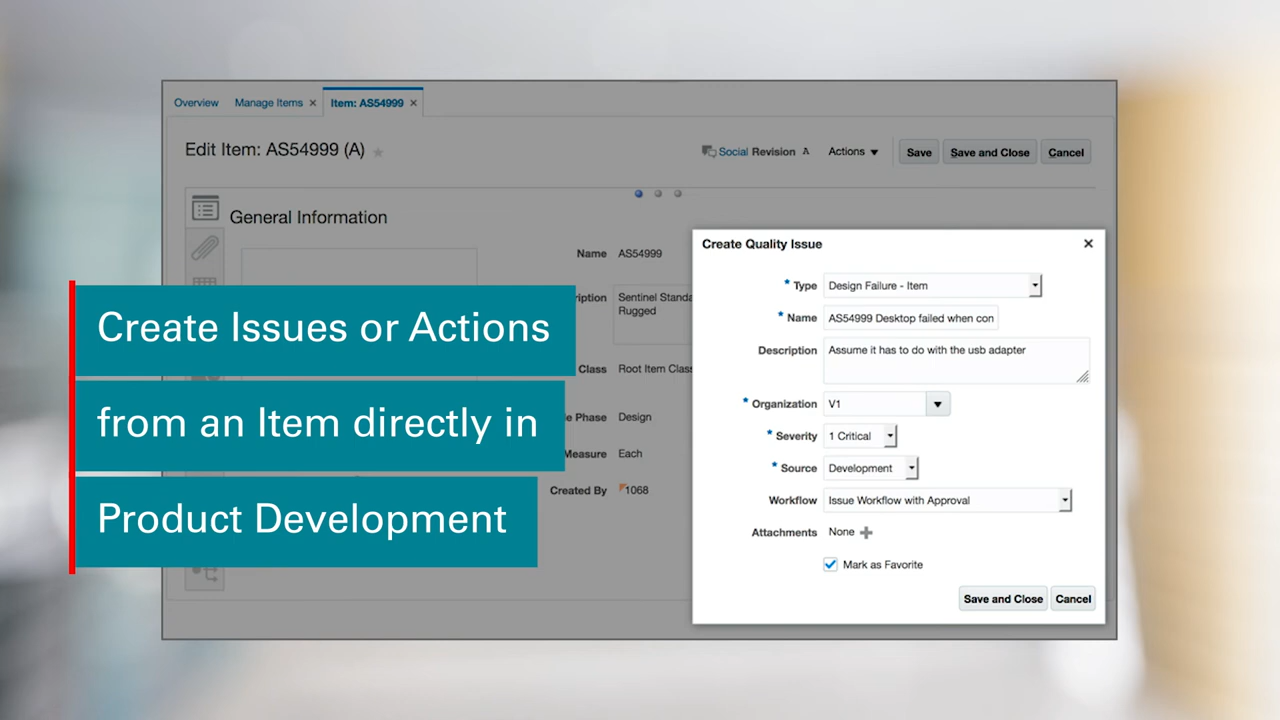 Overview Manage Items Item: AS54999
Edit Item: AS54999 (A)
Social Revision A Actions Save Save and Close Cancel
General Information
Name AS54999
ription Sentinel Standa
Rugged
Class Root Item Class
le Phase Design
Measure Each
Created By 1068
Create Issues or Actions
from an Item directly in
Product Development
Create Quality Issue
* Type Design Failure - Item
* Name AS54999 Desktop failed when con
Description Assume it has to do with the usb adapter
* Organization V1
* Severity 1 Critical
* Source Development
Workflow Issue Workflow with Approval
Attachments None
Mark as Favorite
Save and Close Cancel